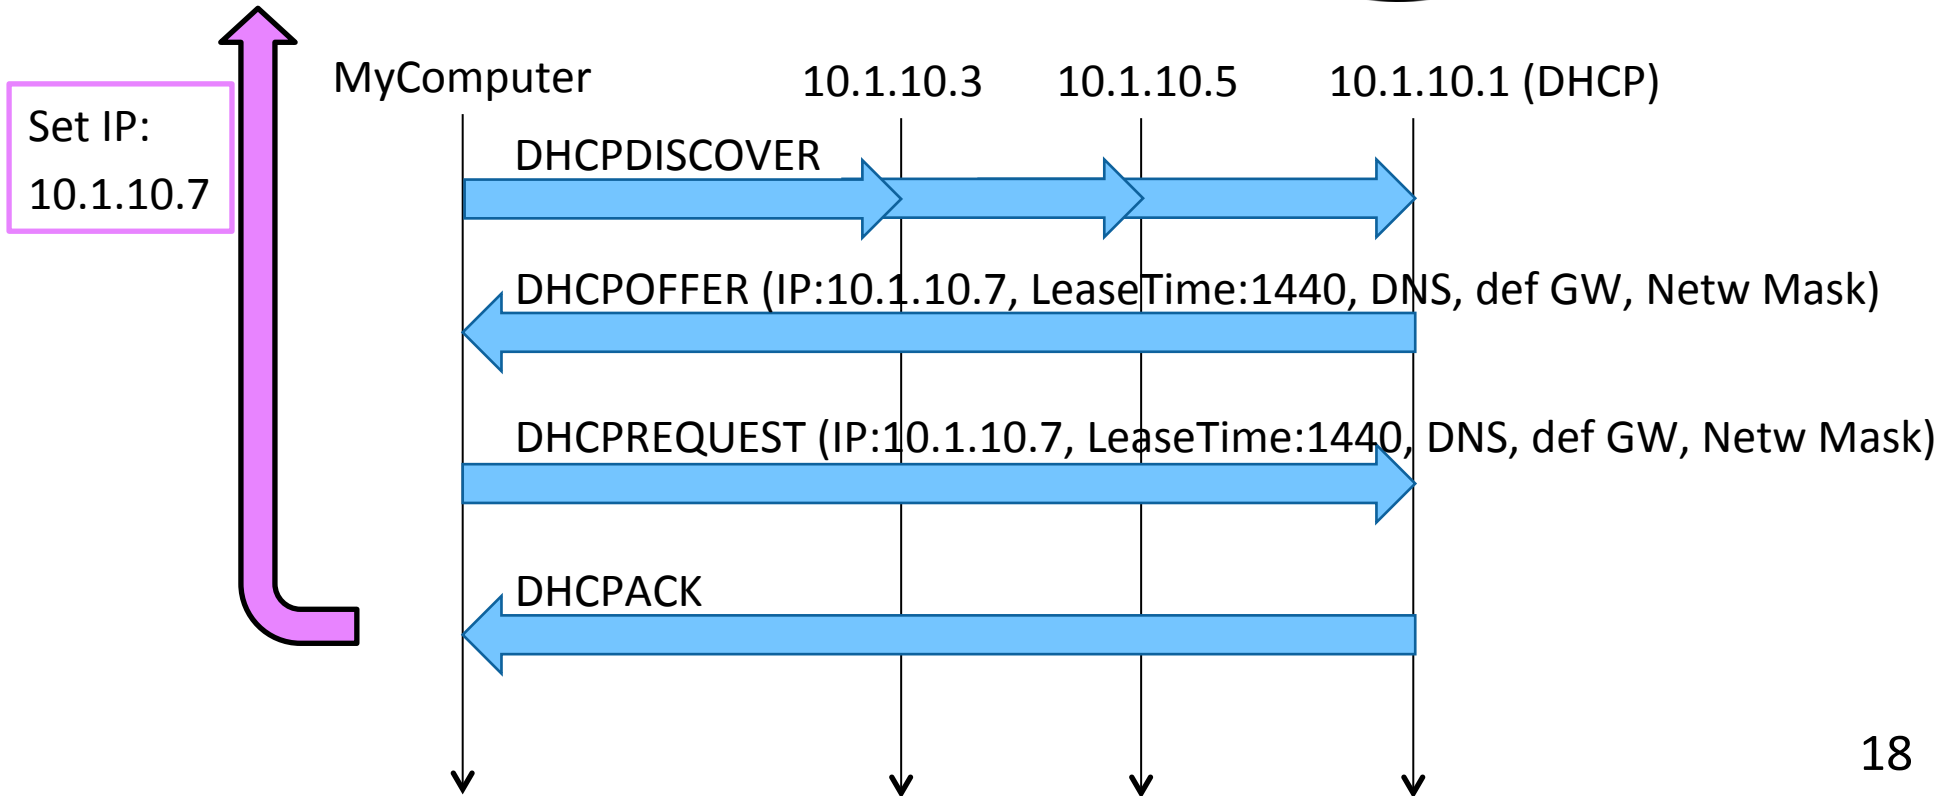 MyComputer 10.1.10.3 10.1.10.5 10.1.10.1 (DHCP)
Set IP:
10.1.10.7
DHCPDISCOVER
DHCPOFFER (IP:10.1.10.7, LeaseTime:1440, DNS, def GW, Netw Mask)
DHCPREQUEST (IP:10.1.10.7, LeaseTime:1440, DNS, def GW, Netw Mask)
DHCPACK
18